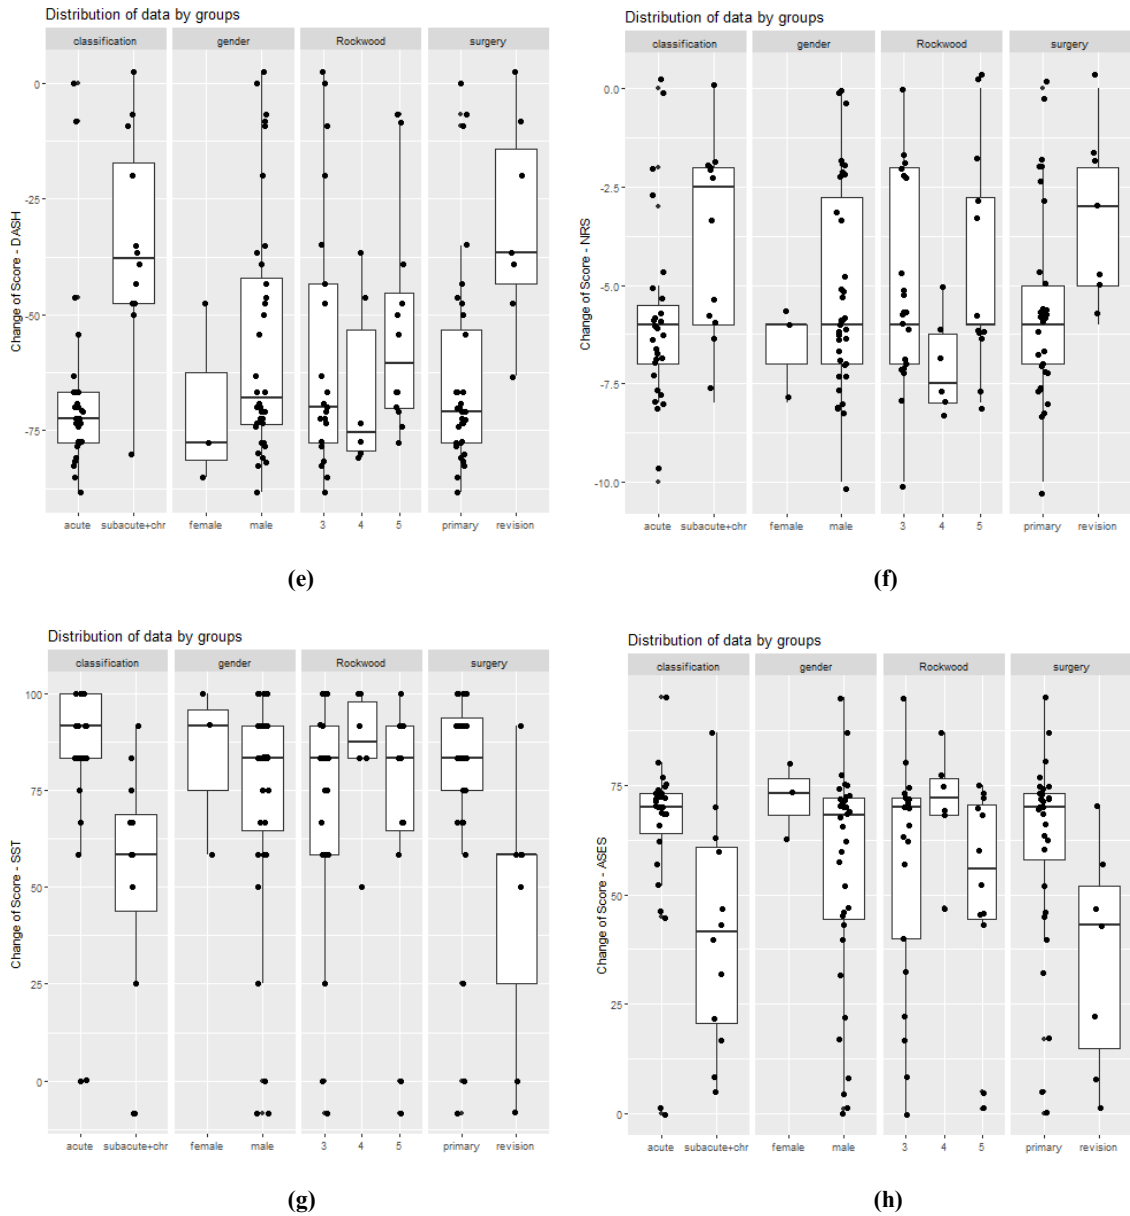 Distribution of data by groups
classification gender Rockwood surgery
Change of Score - DASH
0
-25
-50
-75
acute subacute+chr female male 3 4 5 primary revision
(e)
Distribution of data by groups
classification gender Rockwood surgery
Change of Score - NRS
0.0
-2.5
-5.0
-7.5
-10.0
acute subacute+chr female male 3 4 5 primary revision
(f)
Distribution of data by groups
classification gender Rockwood surgery
Change of Score - SST
100
75
50
25
0
acute subacute+chr female male 3 4 5 primary revision
(g)
Distribution of data by groups
classification gender Rockwood surgery
Change of Score - ASES
75
50
25
0
acute subacute+chr female male 3 4 5 primary revision
(h)